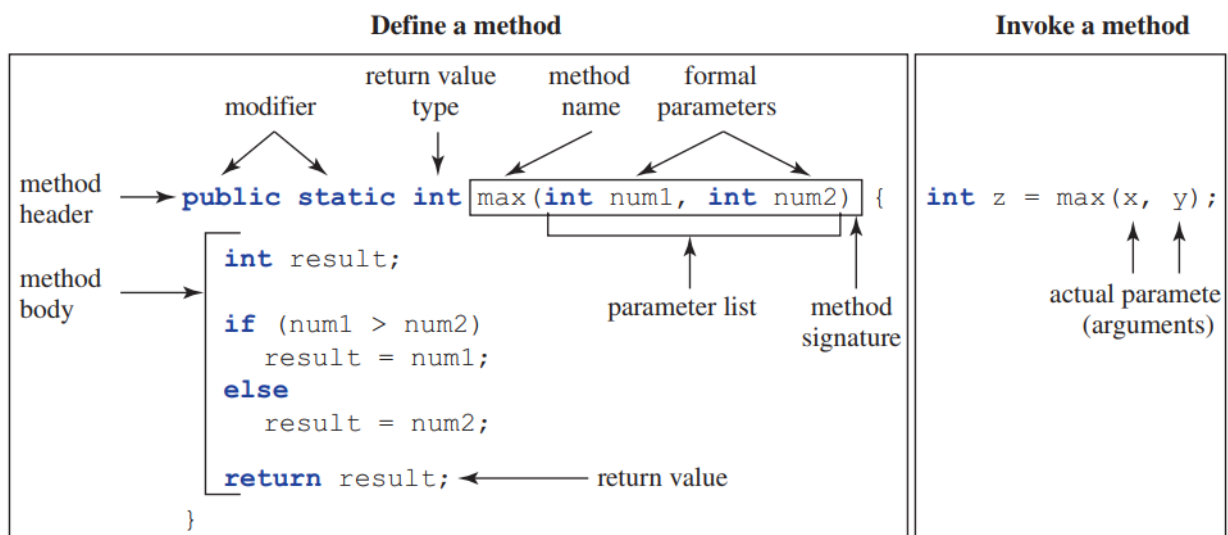 Define a method
Invoke a method
return value
type
method
name
formal
parameters
modifier
method
header
public static int max(int num1, int num2) {
int z = max(x, y);
method
body
int result;
if (num1 > num2)
result = num1;
else
result = num2;
return result;
return value
}
parameter list
method
signature
actual paramete
(arguments)